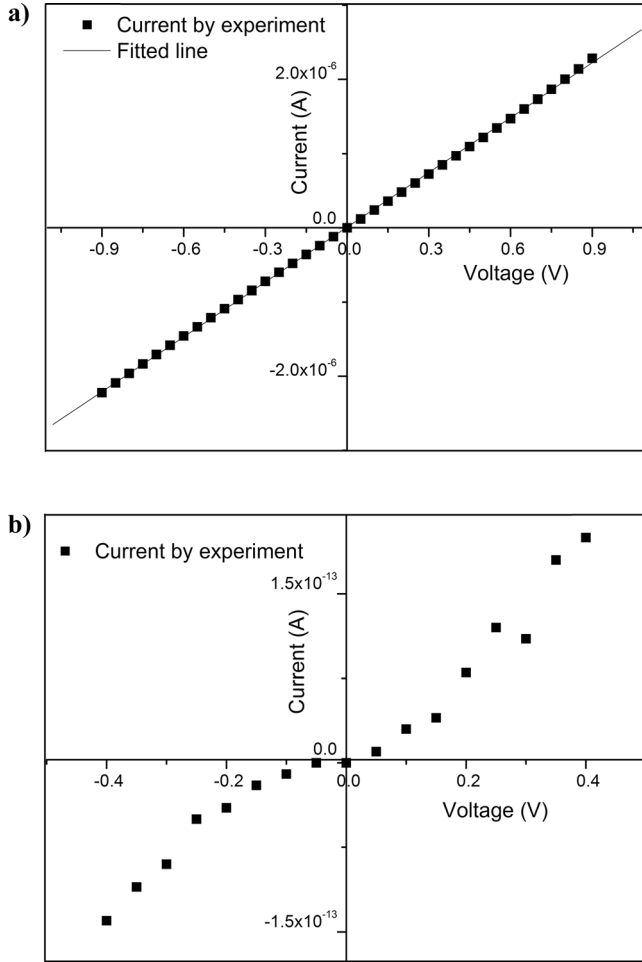 a)
Current by experiment
Fitted line
2.0x10⁻⁶
Current (A)
0.0
-0.9 -0.6 -0.3 0.0 0.3 0.6 0.9
Voltage (V)
-2.0x10⁻⁶
b)
Current by experiment
1.5x10⁻¹³
Current (A)
0.0
-0.4 -0.2 0.0 0.2 0.4
Voltage (V)
-1.5x10⁻¹³